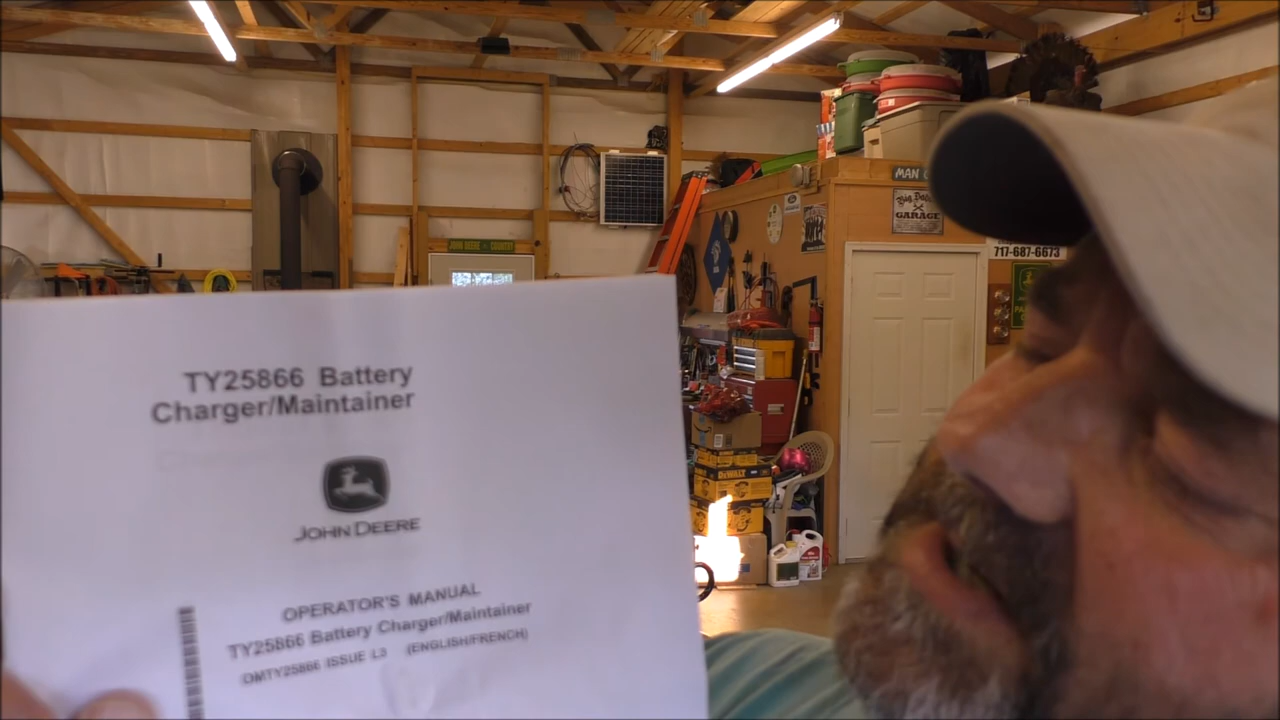 JOHN DEERE COUNTRY
MAN
GARAGE
717-687-6673
DEWALT
TY25866 Battery
Charger/Maintainer
JOHN DEERE
OPERATOR'S MANUAL
TY25866 Battery Charger/Maintainer
OMTY25866 ISSUE L3 (ENGLISH/FRENCH)